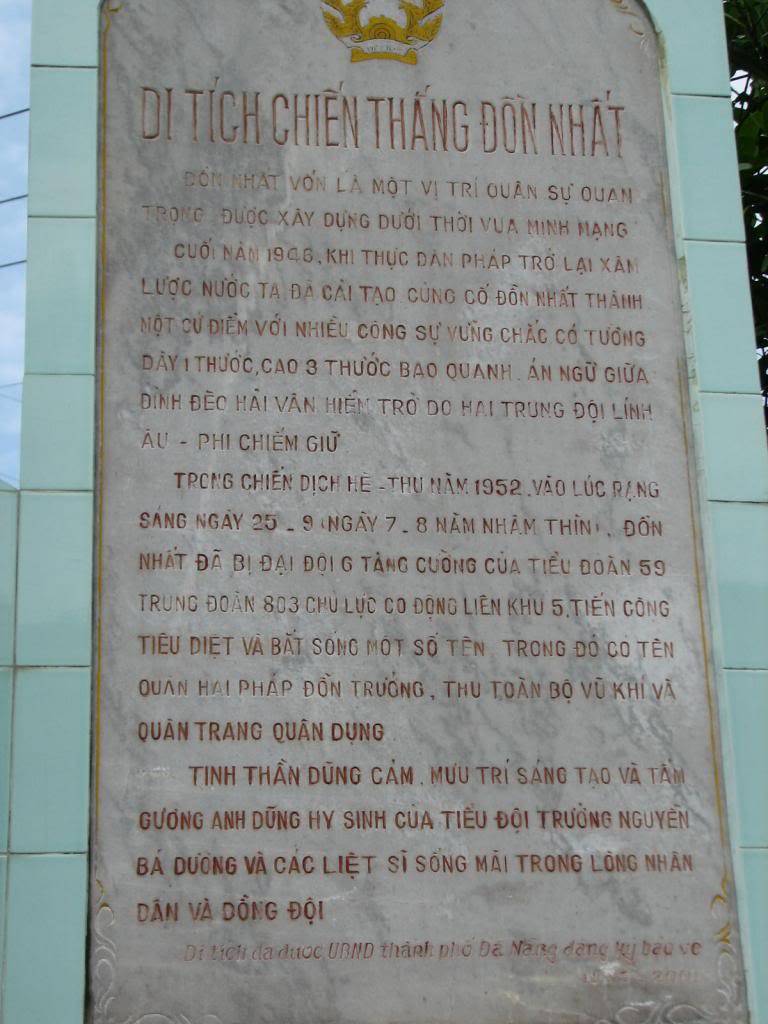 VIỆT NAM
DI TÍCH CHIẾN THẮNG ĐỒN NHẤT
ĐỒN NHẤT VỐN LÀ MỘT VỊ TRÍ QUÂN SỰ QUAN
TRỌNG ĐƯỢC XÂY DỰNG DƯỚI THỜI VUA MINH MẠNG
CUỐI NĂM 1946, KHI THỰC DÂN PHÁP TRỞ LẠI XÂM
LƯỢC NƯỚC TA ĐÃ CẢI TẠO CỦNG CỐ ĐỒN NHẤT THÀNH
MỘT CỨ ĐIỂM VỚI NHIỀU CÔNG SỰ VỮNG CHẮC CÓ TƯỜNG
DÀY 1 THƯỚC, CAO 3 THƯỚC BAO QUANH. ÁN NGỮ GIỮA
ĐỈNH ĐÈO HẢI VÂN HIỂM TRỞ DO HAI TRUNG ĐỘI LÍNH
ÂU - PHI CHIẾM GIỮ
TRONG CHIẾN DỊCH HÈ - THU NĂM 1952, VÀO LÚC RẠNG
SÁNG NGÀY 25 - 9 (NGÀY 7 - 8 NĂM NHÂM THÌN), ĐỒN
NHẤT ĐÃ BỊ ĐẠI ĐỘI 6 TĂNG CƯỜNG CỦA TIỂU ĐOÀN 59
TRUNG ĐOÀN 803 CHỦ LỰC CƠ ĐỘNG LIÊN KHU 5, TIẾN CÔNG
TIÊU DIỆT VÀ BẮT SỐNG MỘT SỐ TÊN, TRONG ĐÓ CÓ TÊN
QUAN HAI PHÁP ĐỒN TRƯỞNG, THU TOÀN BỘ VŨ KHÍ VÀ
QUÂN TRANG QUÂN DỤNG.
TINH THẦN DŨNG CẢM, MƯU TRÍ SÁNG TẠO VÀ TẤM
GƯƠNG ANH DŨNG HY SINH CỦA TIỂU ĐỘI TRƯỞNG NGUYỄN
BÁ DƯƠNG VÀ CÁC LIỆT SĨ SỐNG MÃI TRONG LÒNG NHÂN
DÂN VÀ ĐỒNG ĐỘI
Di tích đã được UBND thành phố Đà Nẵng đăng ký bảo vệ